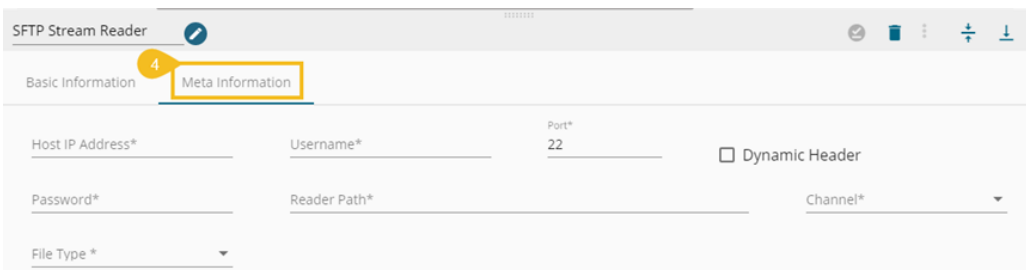 SFTP Stream Reader
4
Basic Information Meta Information
Port*
Host IP Address* Username* 22
Dynamic Header
Password* Reader Path* Channel*
File Type *